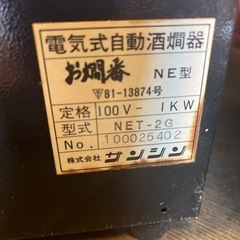 電気式自動酒燗器
お燗番 NE型
〒81-13874号
定格 100V - 1KW
型式 NET-2G
No. 100025402
株式会社 サンシン